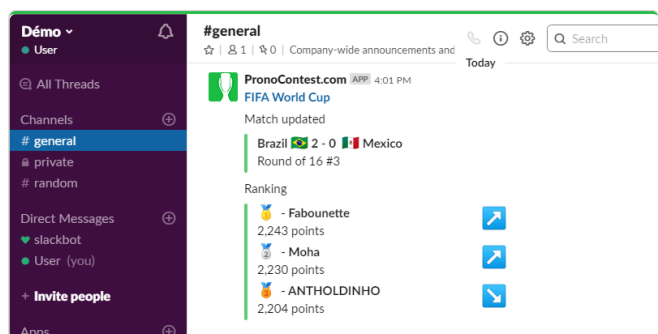 Démo
User
All Threads
Channels
# general
private
# random
Direct Messages
slackbot
User (you)
+ Invite people
Apps
#general
1 | 0 | Company-wide announcements and
Search
Today
PronoContest.com APP 4:01 PM
FIFA World Cup
Match updated
Brazil 2 - 0 Mexico
Round of 16 #3
Ranking
1 - Fabounette
2,243 points
2 - Moha
2,230 points
3 - ANTHOLDINHO
2,204 points